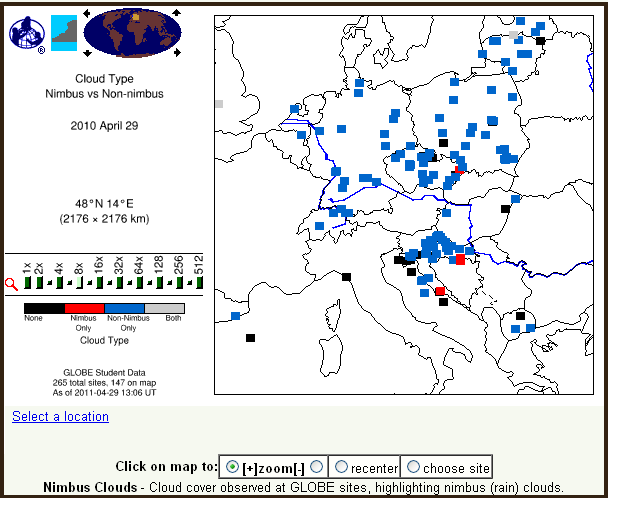 ®
Cloud Type
Nimbus vs Non-nimbus
2010 April 29
48°N 14°E
(2176 × 2176 km)
1x 2x 4x 8x 16x 32x 64x 128 256 512
None Nimbus Only Non-Nimbus Only Both
Cloud Type
GLOBE Student Data
265 total sites. 147 on map
As of 2011-04-29 13:06 UT
Select a location
Click on map to: [+]zoom[-] recenter choose site
Nimbus Clouds - Cloud cover observed at GLOBE sites, highlighting nimbus (rain) clouds.